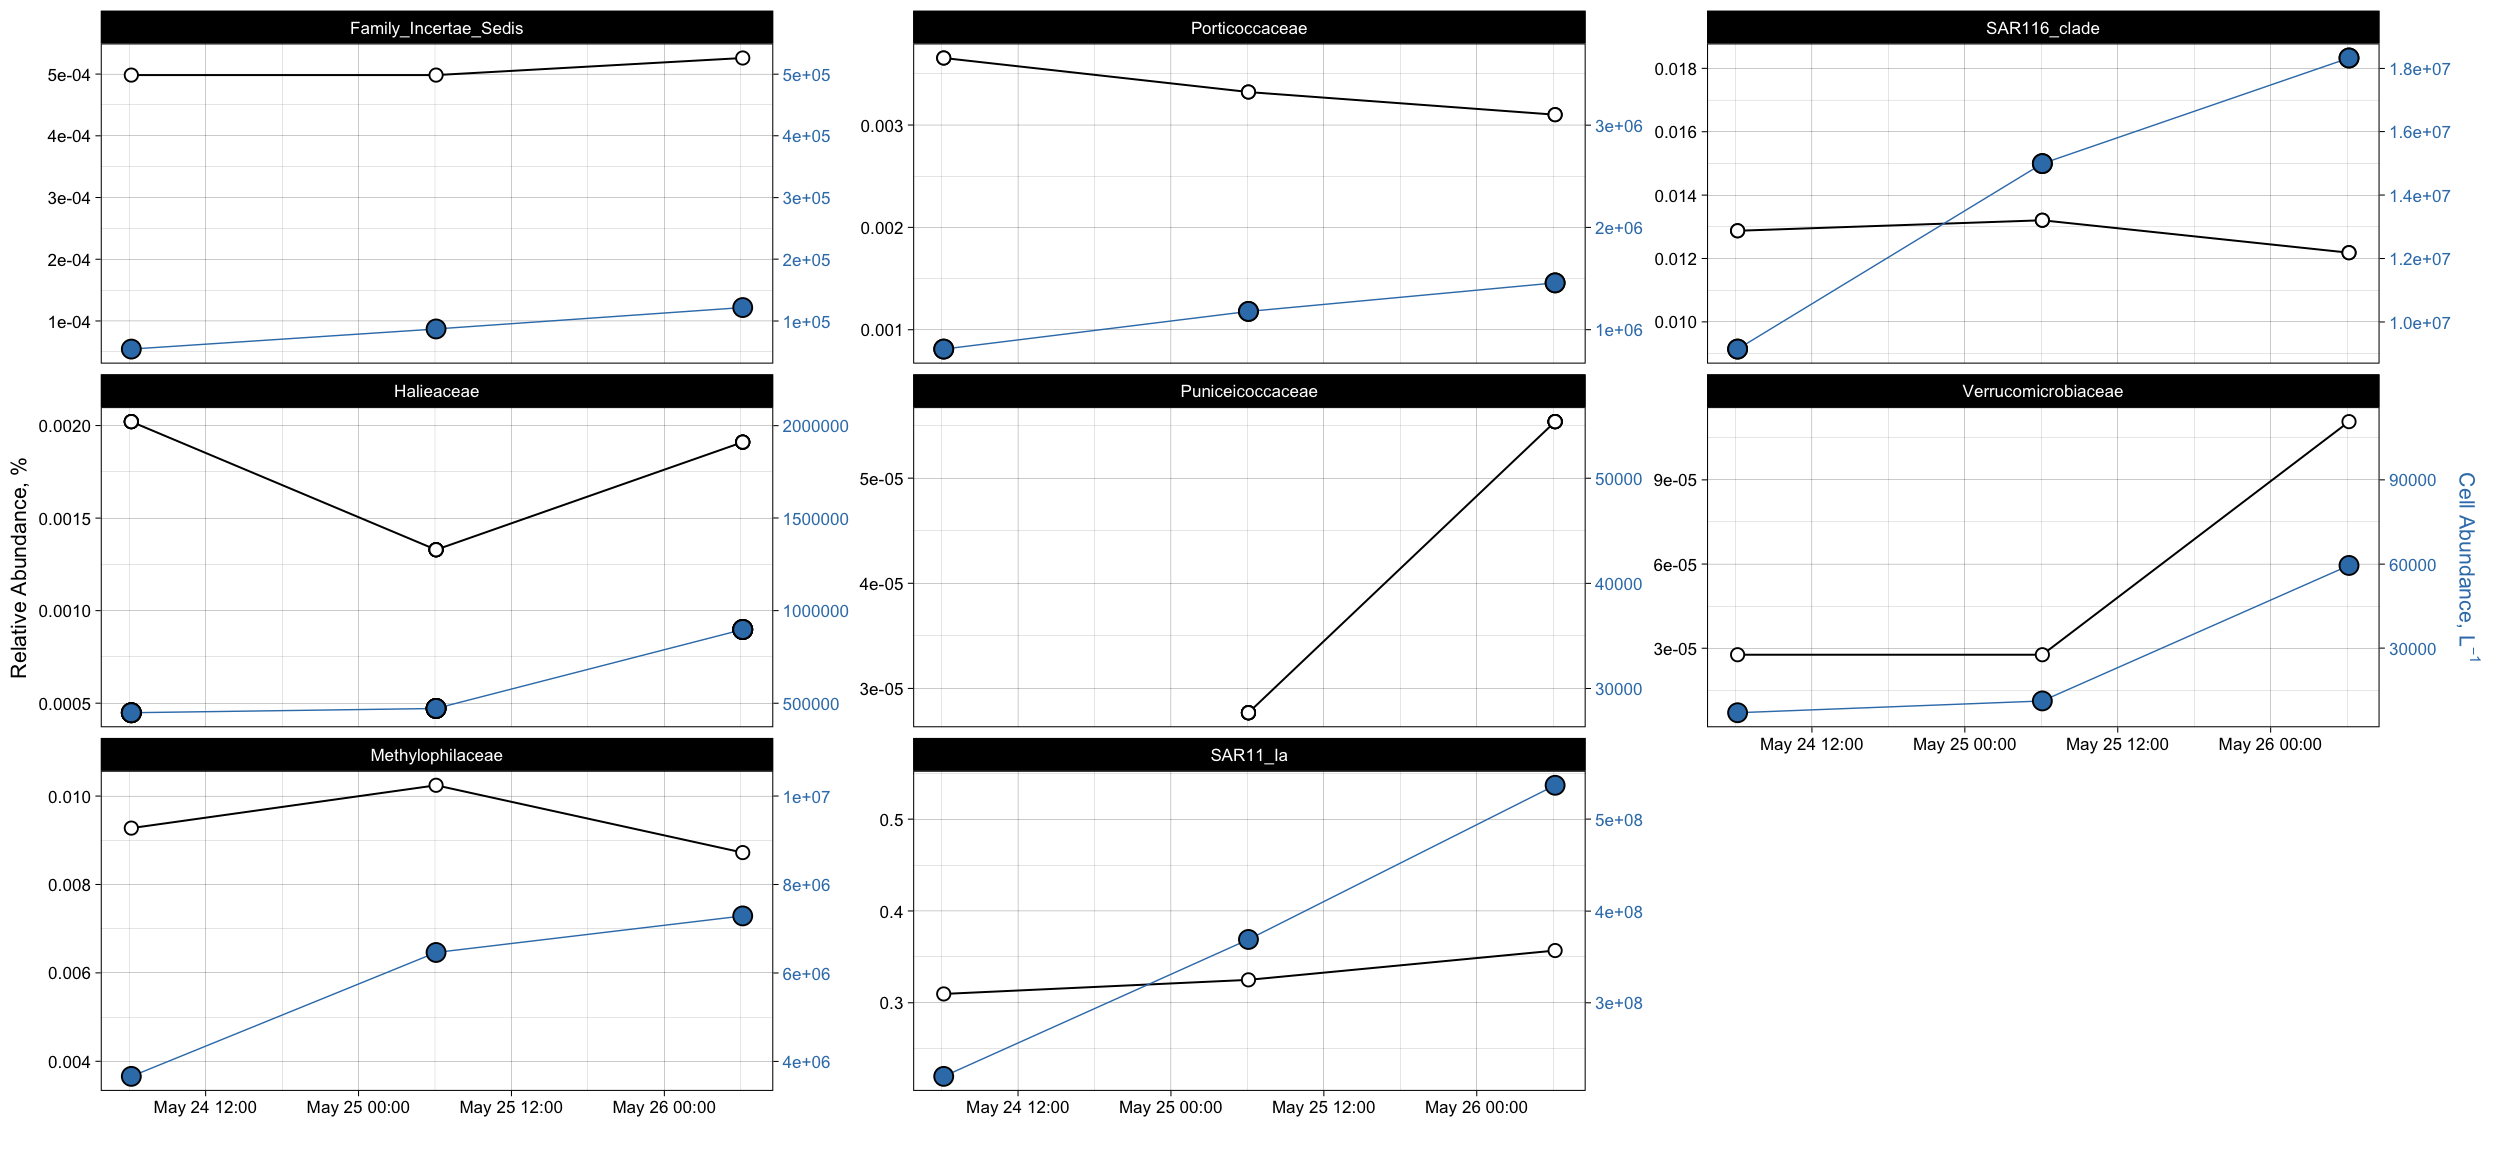 Family_Incertae_Sedis
5e-04
4e-04
3e-04
2e-04
1e-04
5e+05
4e+05
3e+05
2e+05
1e+05
Porticoccaceae
0.003
0.002
0.001
3e+06
2e+06
1e+06
SAR116_clade
0.018
0.016
0.014
0.012
0.010
1.8e+07
1.6e+07
1.4e+07
1.2e+07
1.0e+07
Relative Abundance, %
Halieaceae
0.0020
0.0015
0.0010
0.0005
2000000
1500000
1000000
500000
Puniceicoccaceae
5e-05
4e-05
3e-05
50000
40000
30000
Verrucomicrobiaceae
9e-05
6e-05
3e-05
90000
60000
30000
May 24 12:00 May 25 00:00 May 25 12:00 May 26 00:00
Cell Abundance, L⁻¹
Methylophilaceae
0.010
0.008
0.006
0.004
1e+07
8e+06
6e+06
4e+06
May 24 12:00 May 25 00:00 May 25 12:00 May 26 00:00
SAR11_Ia
0.5
0.4
0.3
5e+08
4e+08
3e+08
May 24 12:00 May 25 00:00 May 25 12:00 May 26 00:00